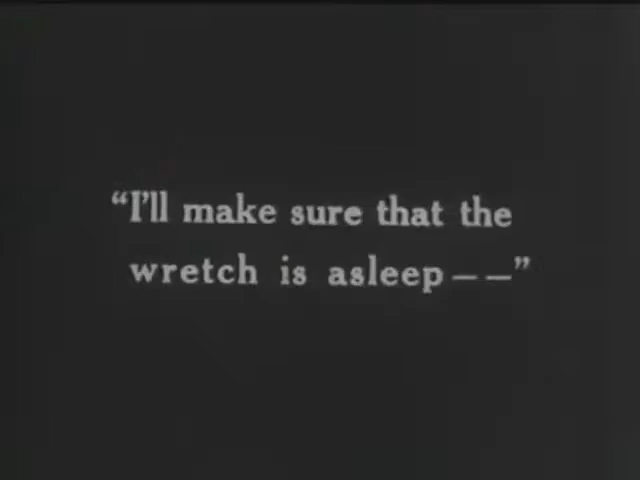 “I’ll make sure that the
wretch is asleep — —”